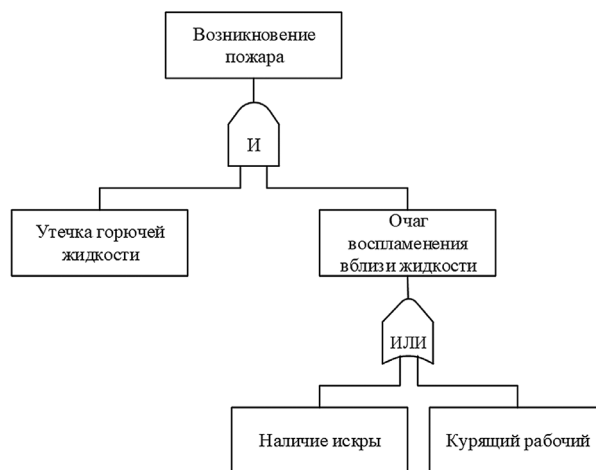 Возникновение
пожара
И
Утечка горючей
жидкости
Очаг
воспламенения
вблизи жидкости
ИЛИ
Наличие искры
Курящий рабочий